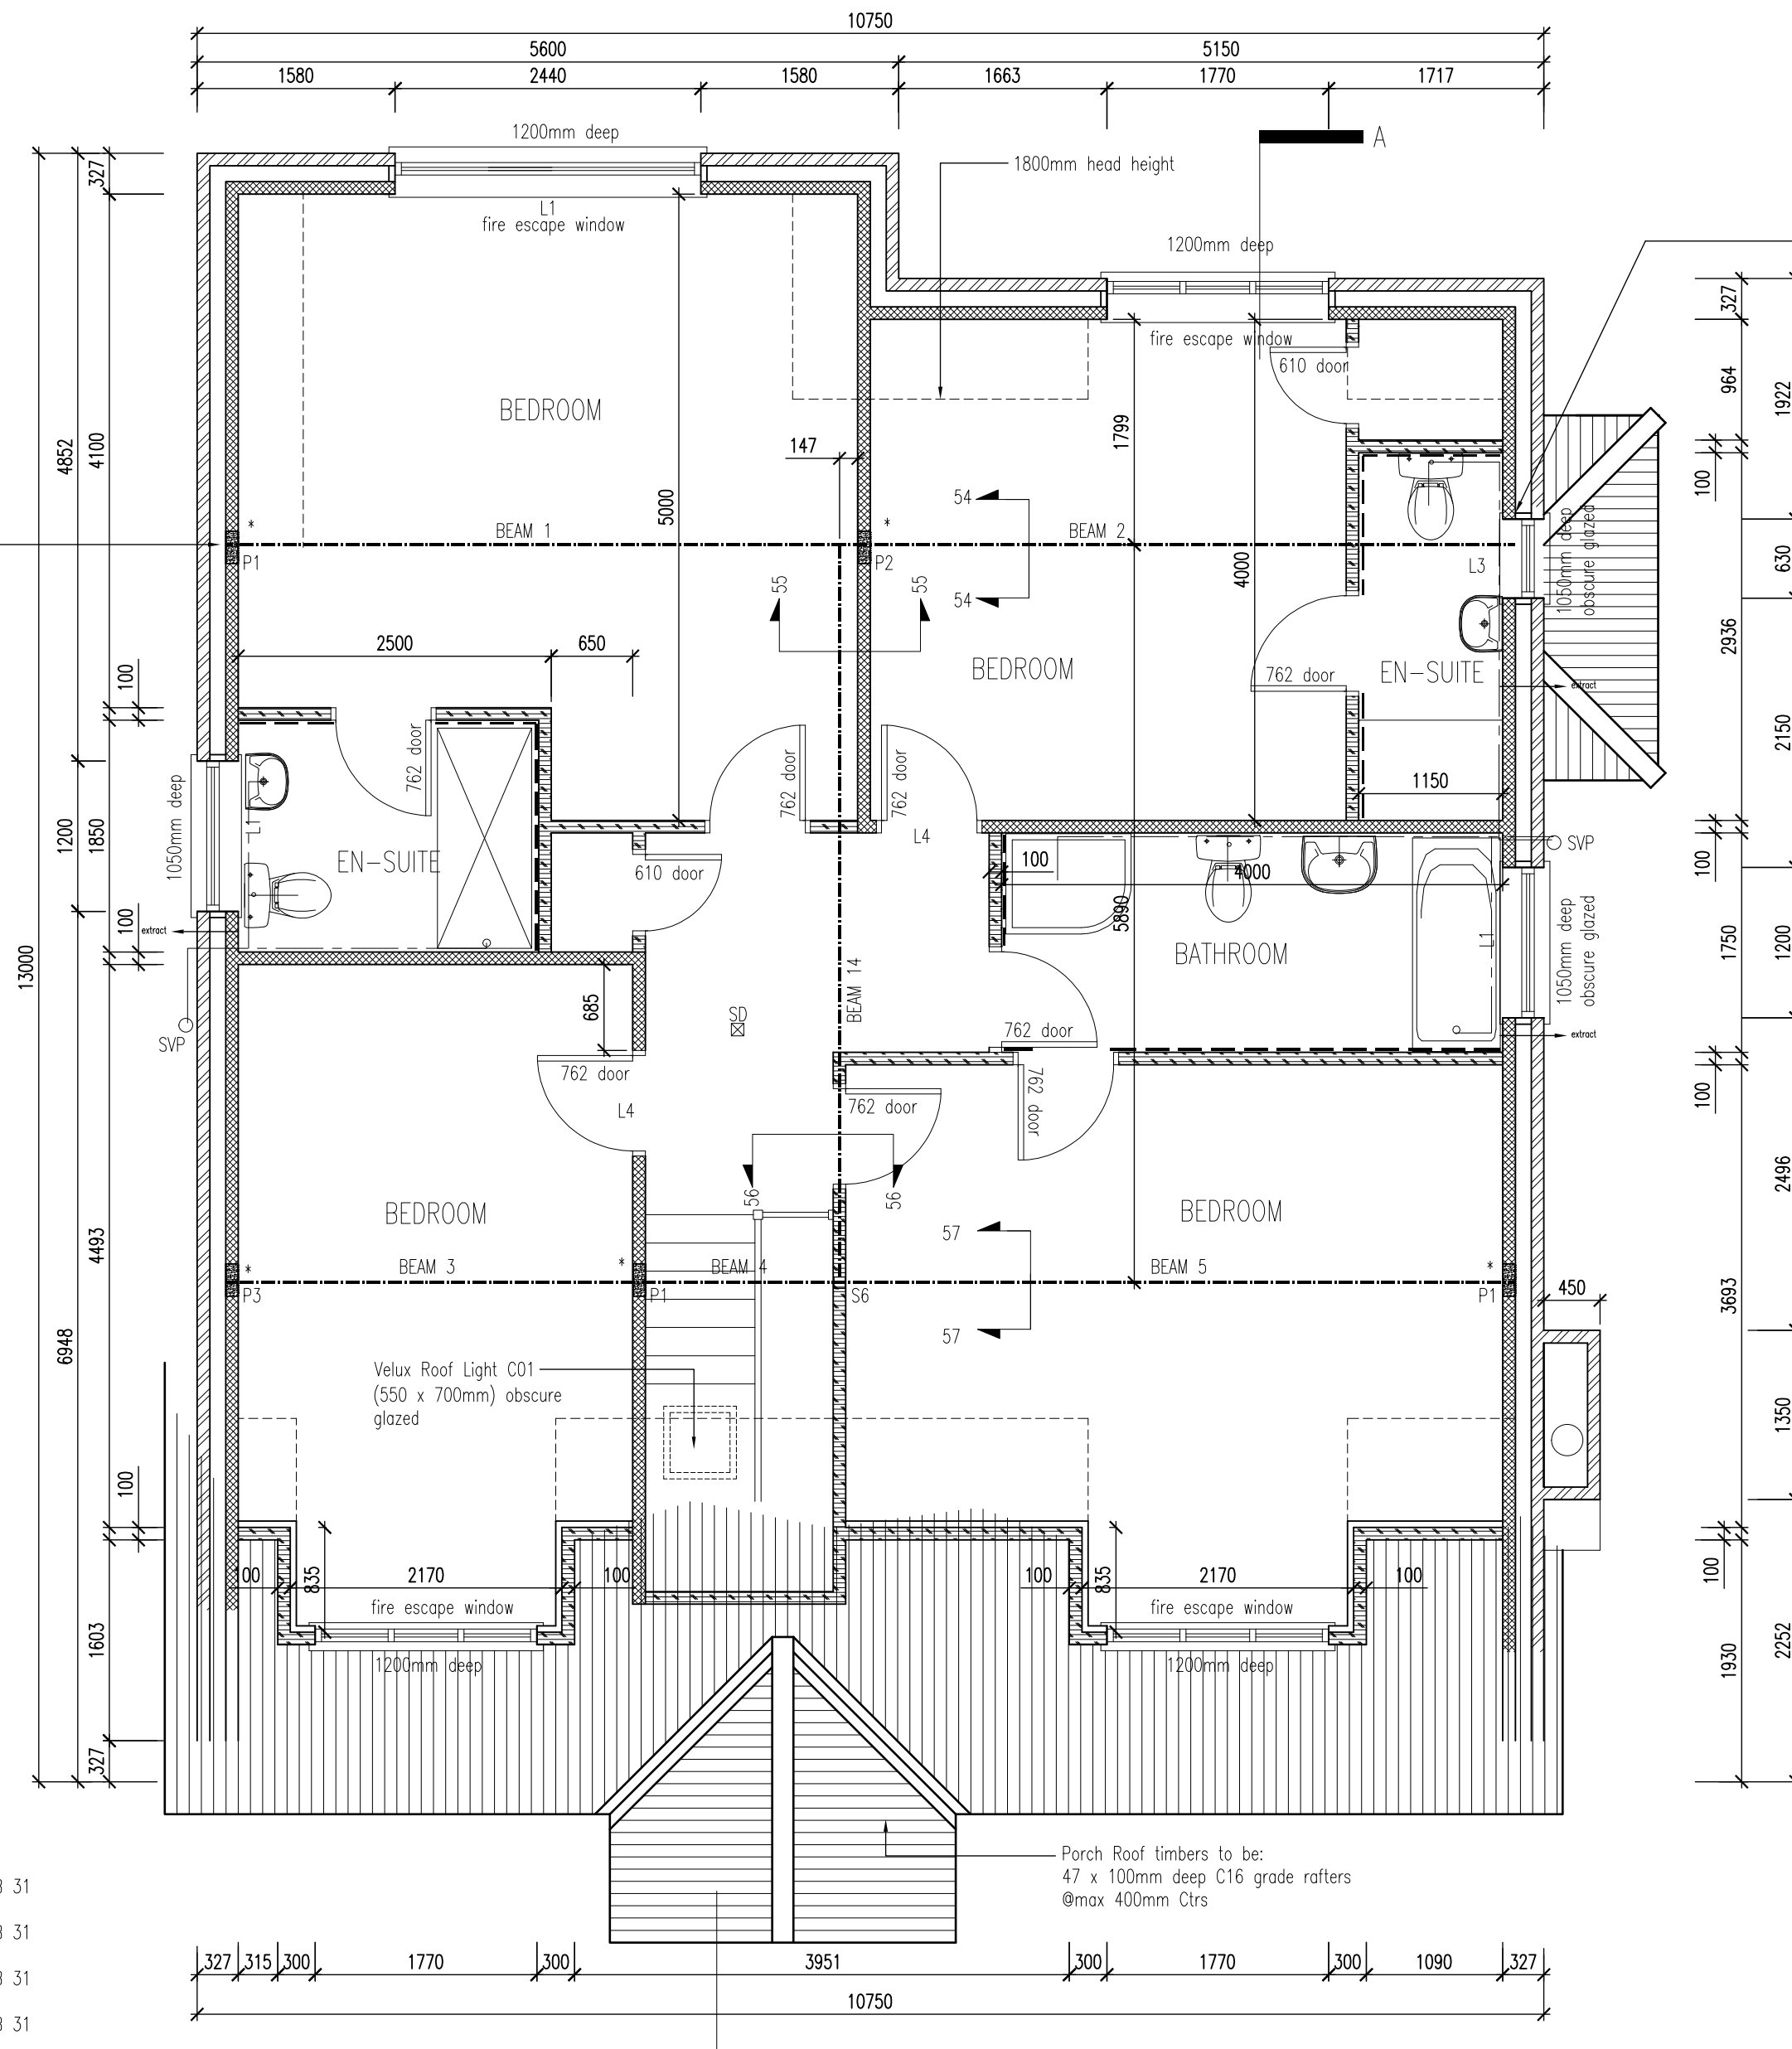 10750
5600
5150
1580
2440
1580
1663
1770
1717
1200mm deep
A
1800mm head height
327
L1
fire escape window
1200mm deep
327
fire escape window
610 door
964
1922
BEDROOM
4852
4100
147
1799
100
5000
54
*
*
BEAM 1
BEAM 2
P1
P2
4000
L3
1050mm deep
obscure glazed
630
55
55
54
2936
2500
650
100
BEDROOM
762 door
EN-SUITE
extract
2150
762 door
762 door
762 door
1150
1050mm deep
L1
1200
1850
L4
SVP
EN-SUITE
610 door
100
4000
100
5890
100
extract
BATHROOM
L1
1050mm deep
obscure glazed
1750
1200
13000
685
SD
BEAM 14
762 door
extract
SVP
762 door
762 door
762 door
L4
100
56
56
2496
BEDROOM
BEDROOM
57
4493
*
*
*
BEAM 3
BEAM 4
BEAM 5
P3
P1
S6
P1
450
3693
6948
57
Velux Roof Light C01
(550 x 700mm) obscure
glazed
1350
100
100
835
2170
100
100
835
2170
100
100
fire escape window
fire escape window
1603
1200mm deep
1200mm deep
1930
2252
327
Porch Roof timbers to be:
47 x 100mm deep C16 grade rafters
@max 400mm Ctrs
31
31
31
31
327
315
300
1770
300
3951
300
1770
300
1090
327
10750